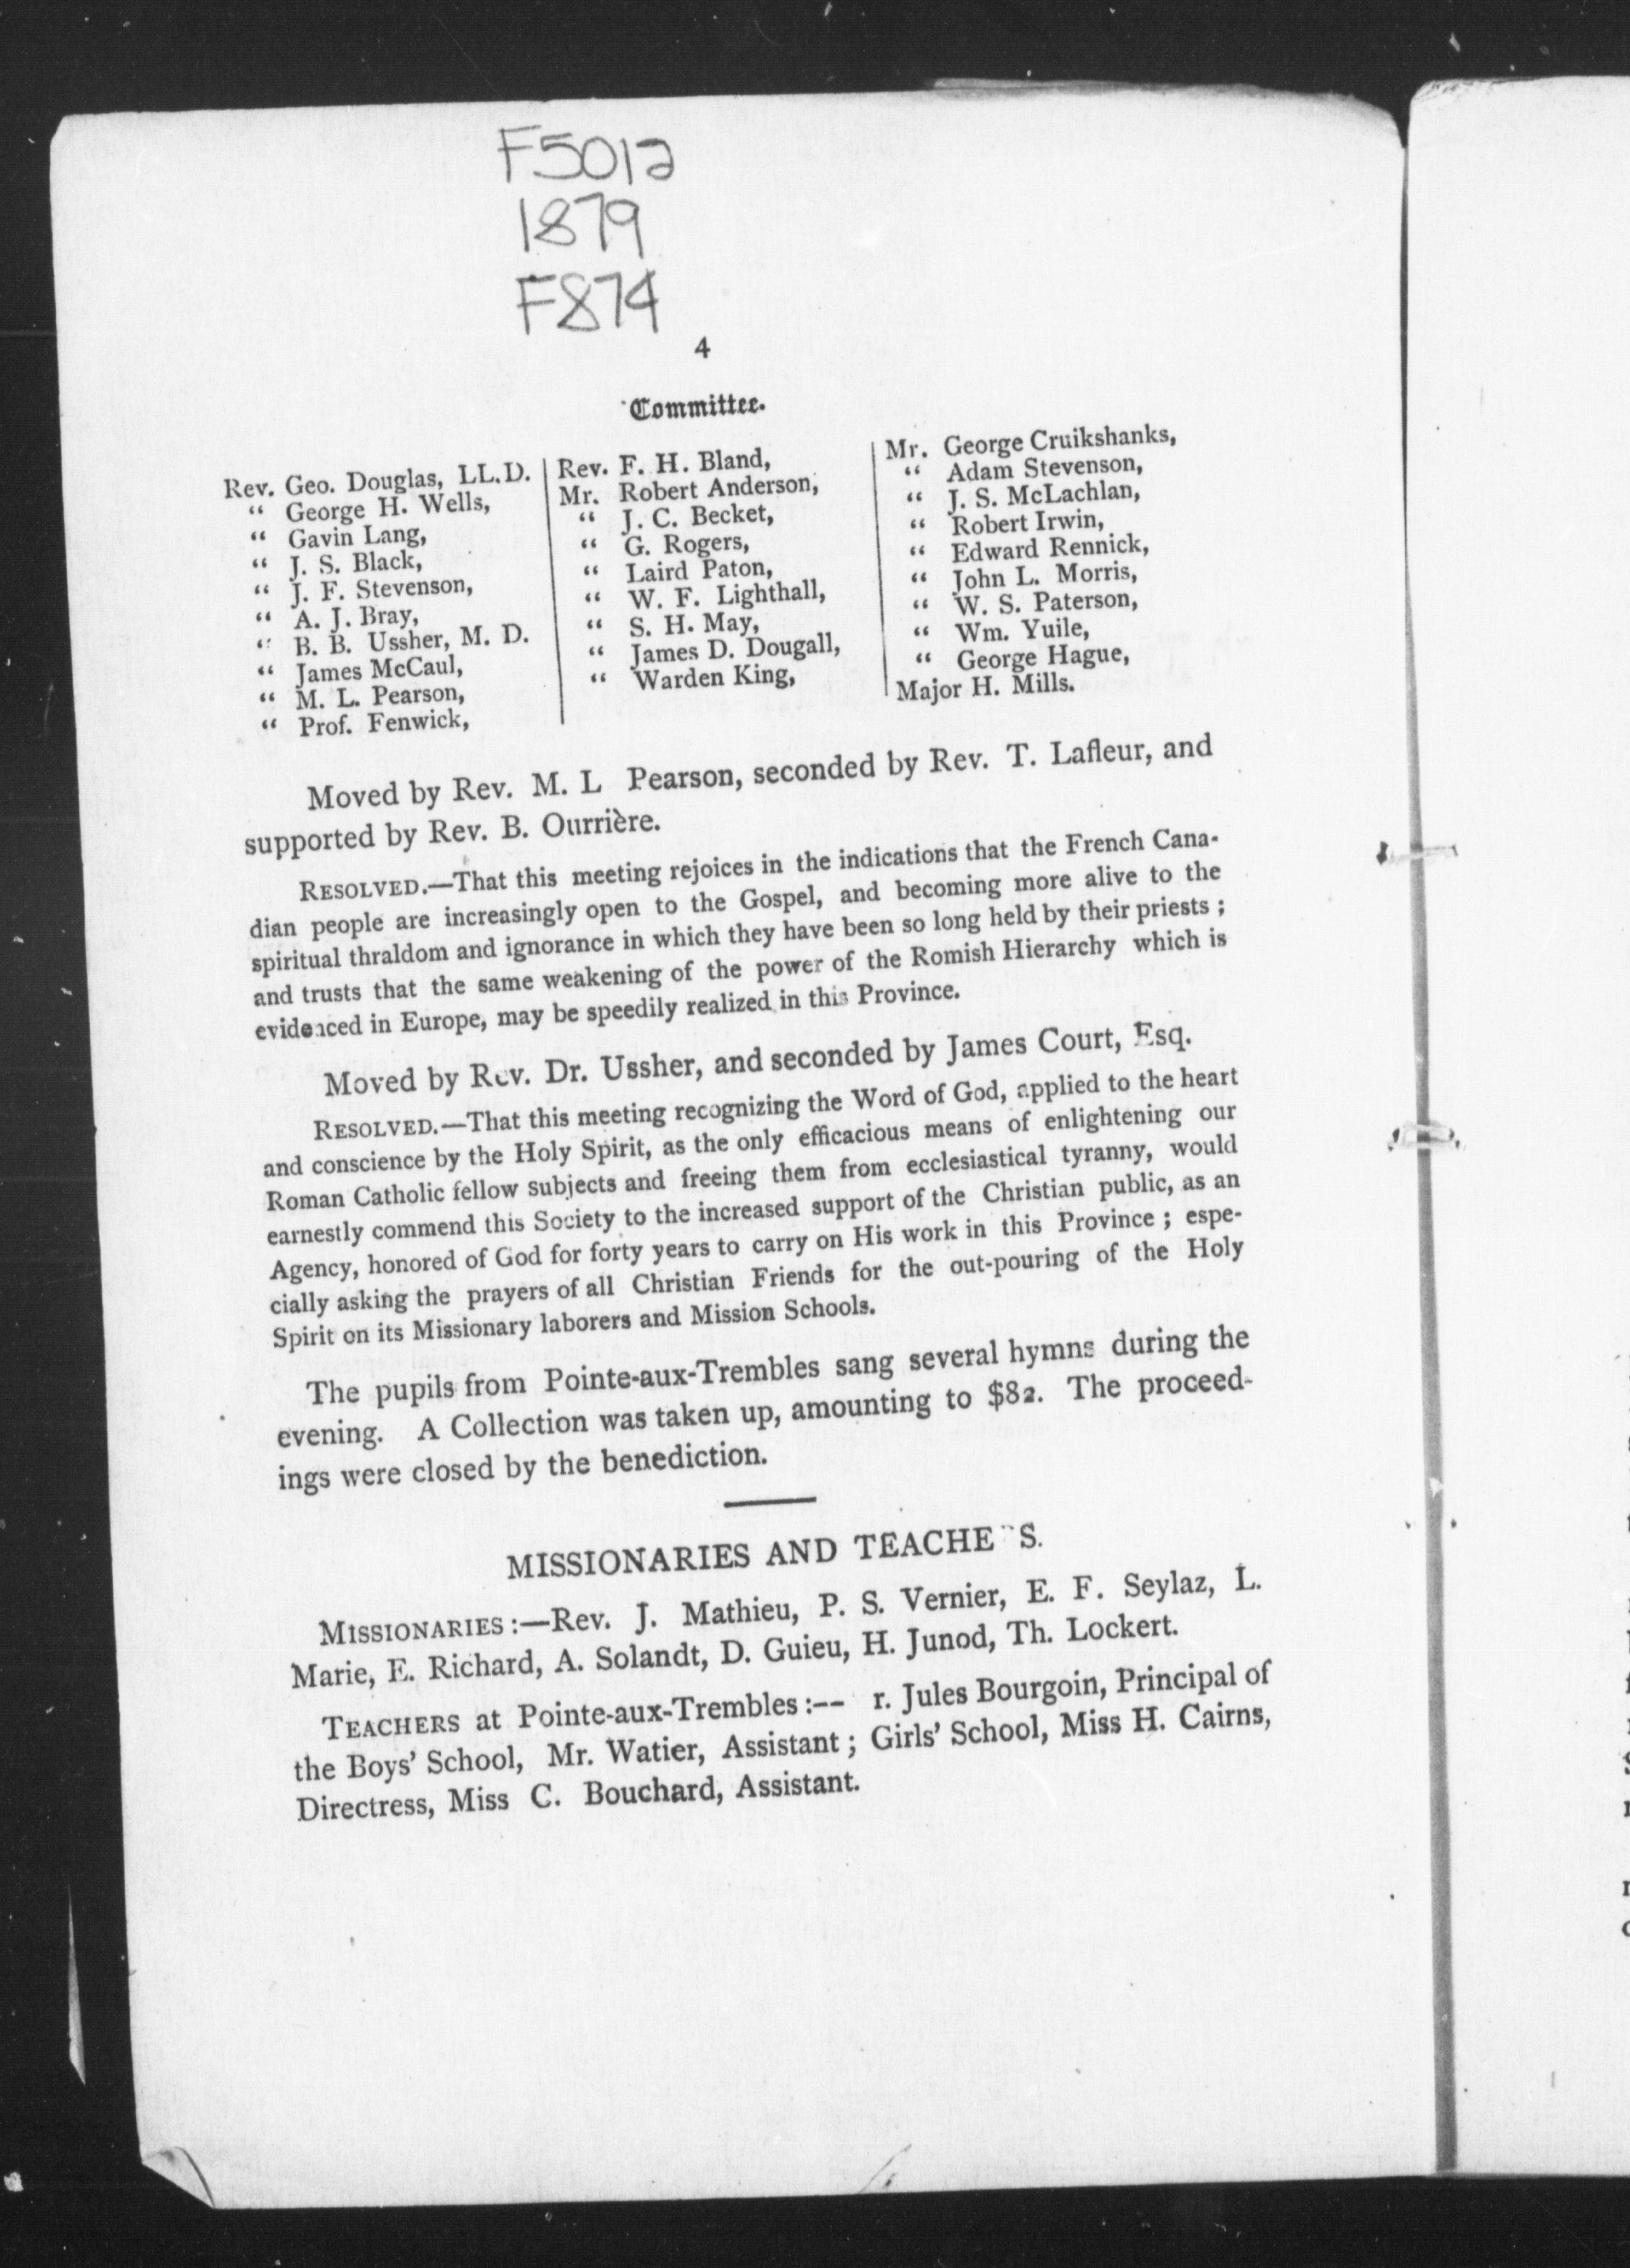 F5012
1879
F874
4
Committee.
Rev. Geo. Douglas, LL.D.
“ George H. Wells,
“ Gavin Lang,
“ J. S. Black,
“ J. F. Stevenson,
“ A. J. Bray,
“ B. B. Ussher, M. D.
“ James McCaul,
“ M. L. Pearson,
“ Prof. Fenwick,
Rev. F. H. Bland,
Mr. Robert Anderson,
“ J. C. Becket,
“ G. Rogers,
“ Laird Paton,
“ W. F. Lighthall,
“ S. H. May,
“ James D. Dougall,
“ Warden King,
Mr. George Cruikshanks,
“ Adam Stevenson,
“ J. S. McLachlan,
“ Robert Irwin,
“ Edward Rennick,
“ John L. Morris,
“ W. S. Paterson,
“ Wm. Yuile,
“ George Hague,
Major H. Mills.
Moved by Rev. M. L Pearson, seconded by Rev. T. Lafleur, and
supported by Rev. B. Ourrière.
RESOLVED.—That this meeting rejoices in the indications that the French Cana-
dian people are increasingly open to the Gospel, and becoming more alive to the
spiritual thraldom and ignorance in which they have been so long held by their priests ;
and trusts that the same weakening of the power of the Romish Hierarchy which is
evidenced in Europe, may be speedily realized in this Province.
Moved by Rev. Dr. Ussher, and seconded by James Court, Esq.
RESOLVED.—That this meeting recognizing the Word of God, applied to the heart
and conscience by the Holy Spirit, as the only efficacious means of enlightening our
Roman Catholic fellow subjects and freeing them from ecclesiastical tyranny, would
earnestly commend this Society to the increased support of the Christian public, as an
Agency, honored of God for forty years to carry on His work in this Province ; espe-
cially asking the prayers of all Christian Friends for the out-pouring of the Holy
Spirit on its Missionary laborers and Mission Schools.
The pupils from Pointe-aux-Trembles sang several hymns during the
evening. A Collection was taken up, amounting to $82. The proceed-
ings were closed by the benediction.
MISSIONARIES AND TEACHE S.
MISSIONARIES :—Rev. J. Mathieu, P. S. Vernier, E. F. Seylaz, L.
Marie, E. Richard, A. Solandt, D. Guieu, H. Junod, Th. Lockert.
TEACHERS at Pointe-aux-Trembles :-- r. Jules Bourgoin, Principal of
the Boys’ School, Mr. Watier, Assistant ; Girls’ School, Miss H. Cairns,
Directress, Miss C. Bouchard, Assistant.